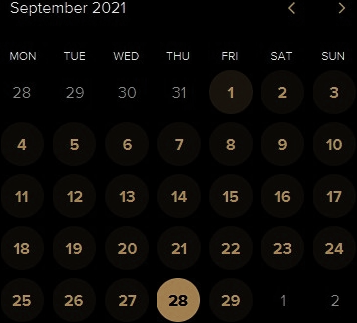 September 2021
MON TUE WED THU FRI SAT SUN
28 29 30 31 1 2 3
4 5 6 7 8 9 10
11 12 13 14 15 16 17
18 19 20 21 22 23 24
25 26 27 28 29 1 2